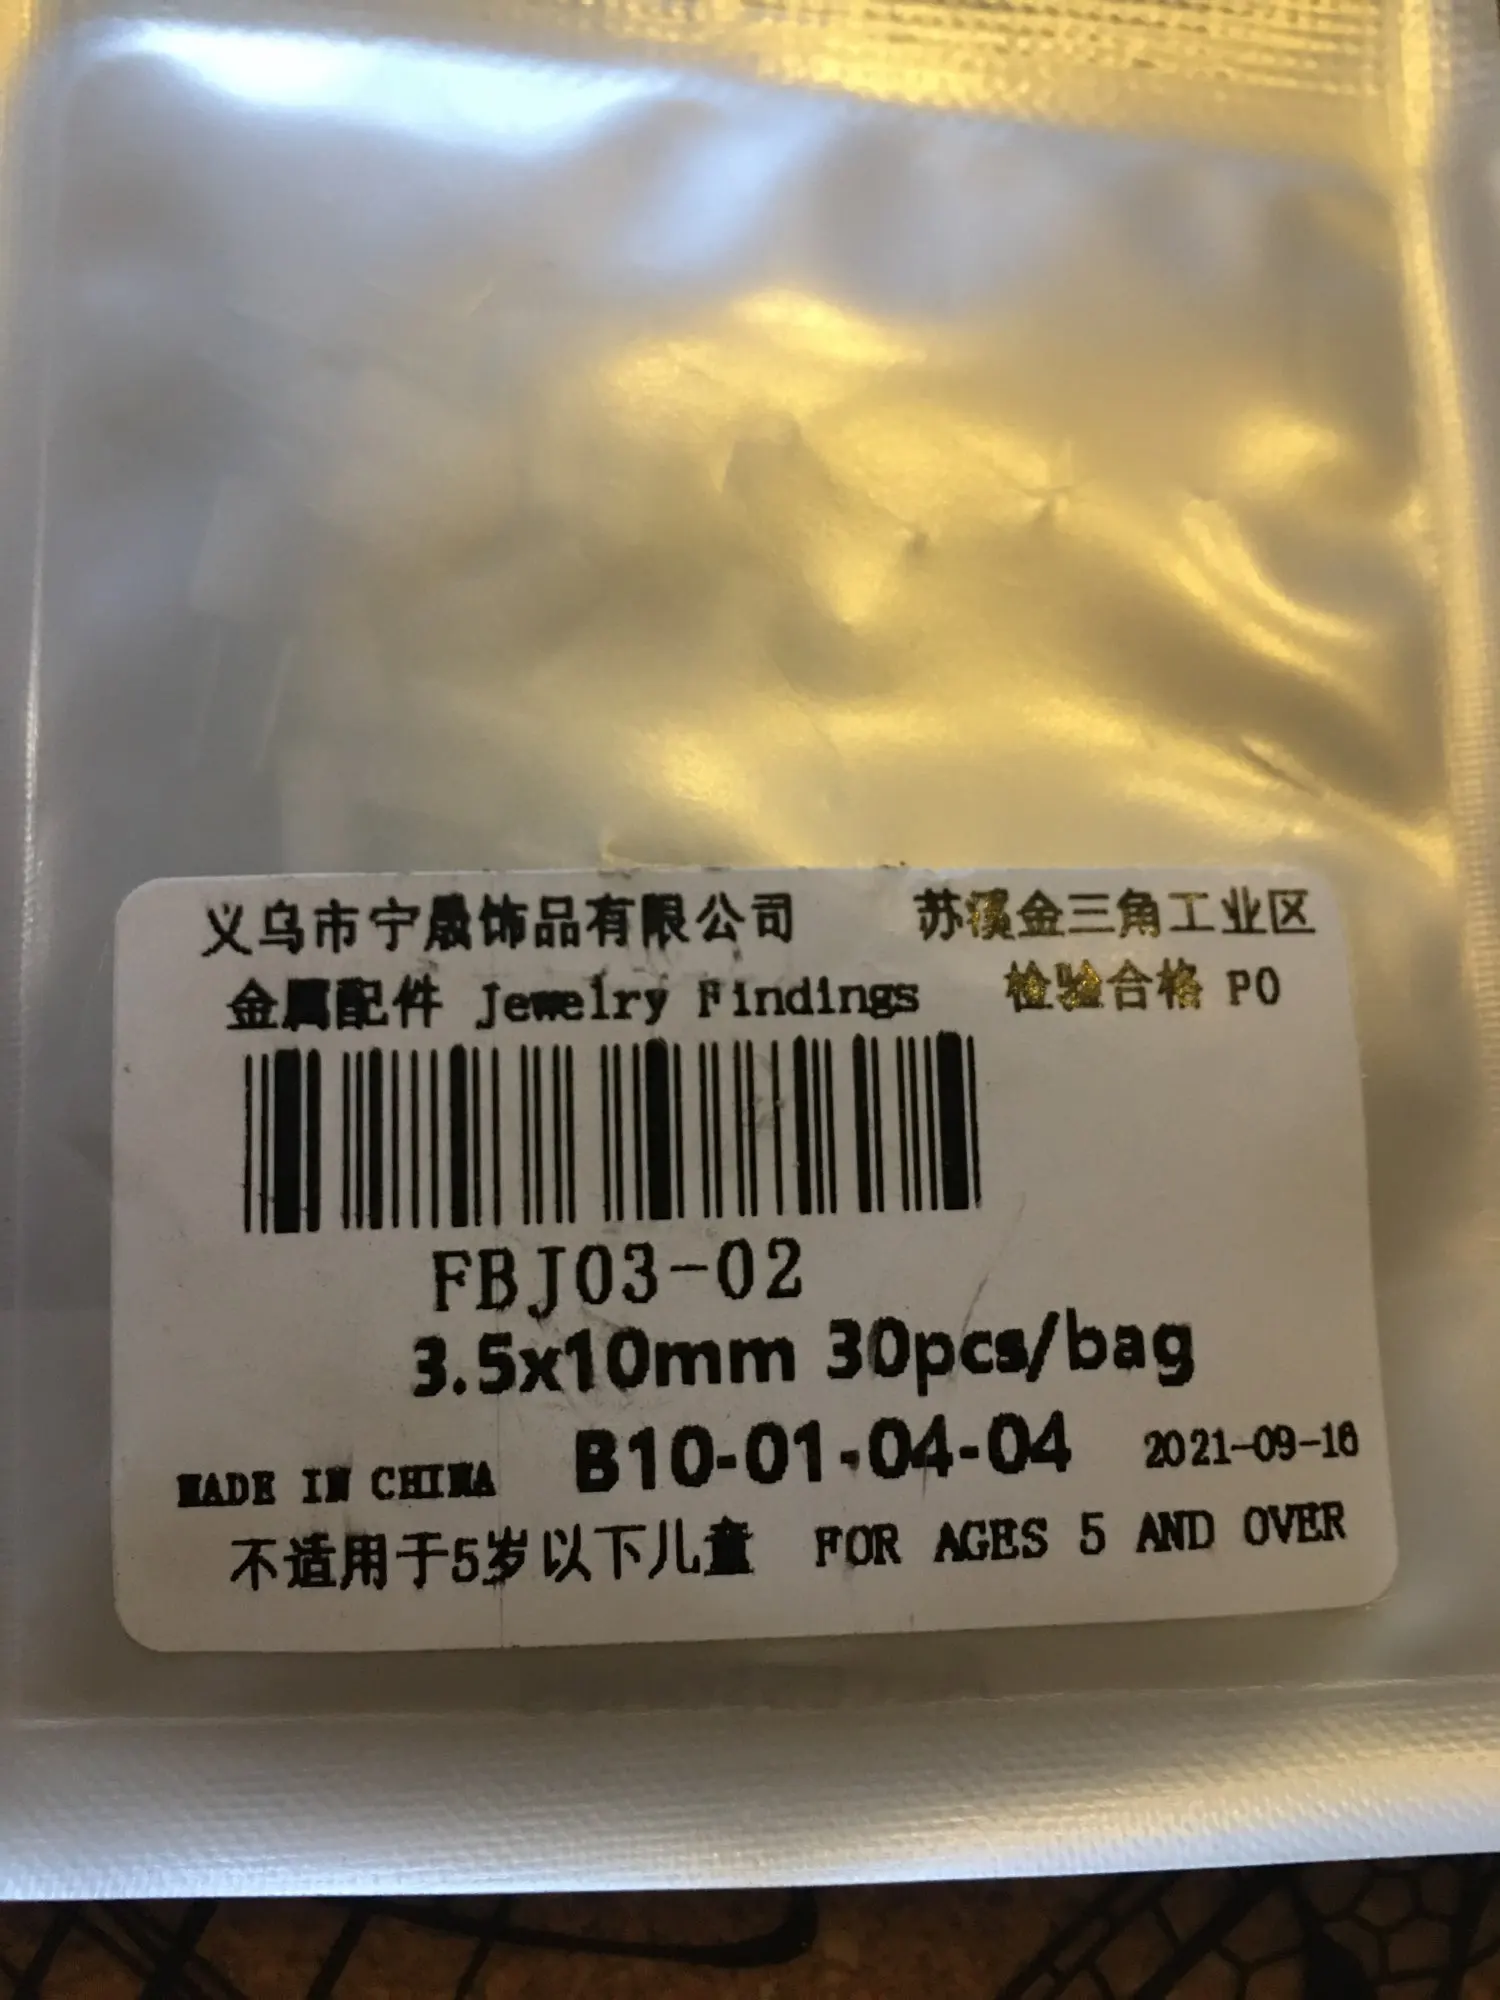 义乌市宁晟饰品有限公司 苏溪金三角工业区
金属配件 Jewelry Findings 检验合格 PO
FBJ03-02
3.5x10mm 30pcs/bag
MADE IN CHINA B10-01-04-04 2021-09-16
不适用于5岁以下儿童 FOR AGES 5 AND OVER